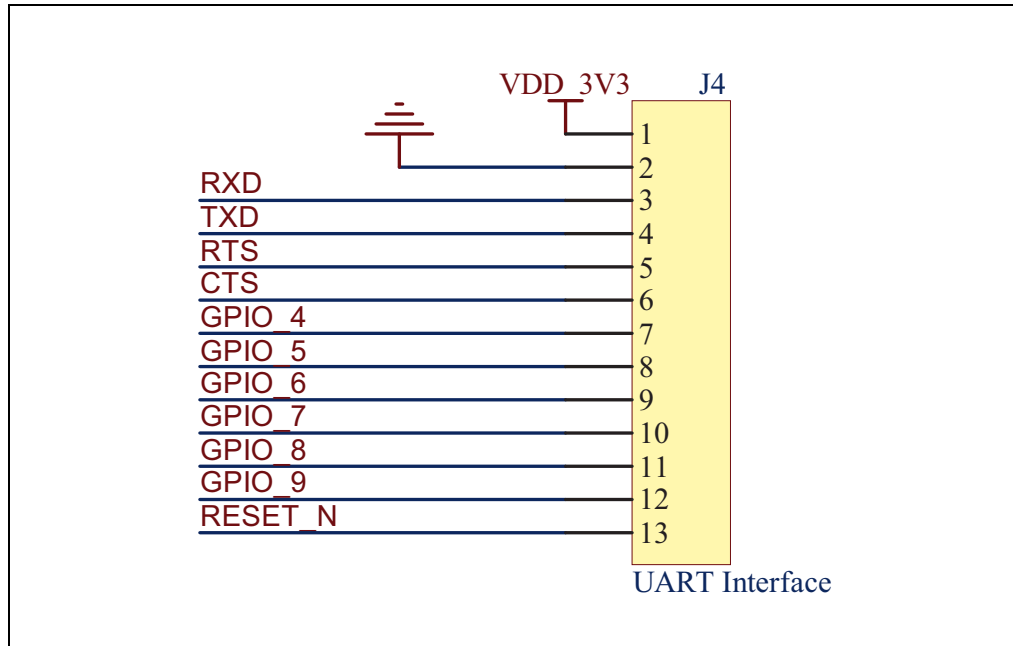 VDD_3V3 J4
1
2
RXD 3
TXD 4
RTS 5
CTS 6
GPIO_4 7
GPIO_5 8
GPIO_6 9
GPIO_7 10
GPIO_8 11
GPIO_9 12
RESET_N 13
UART Interface